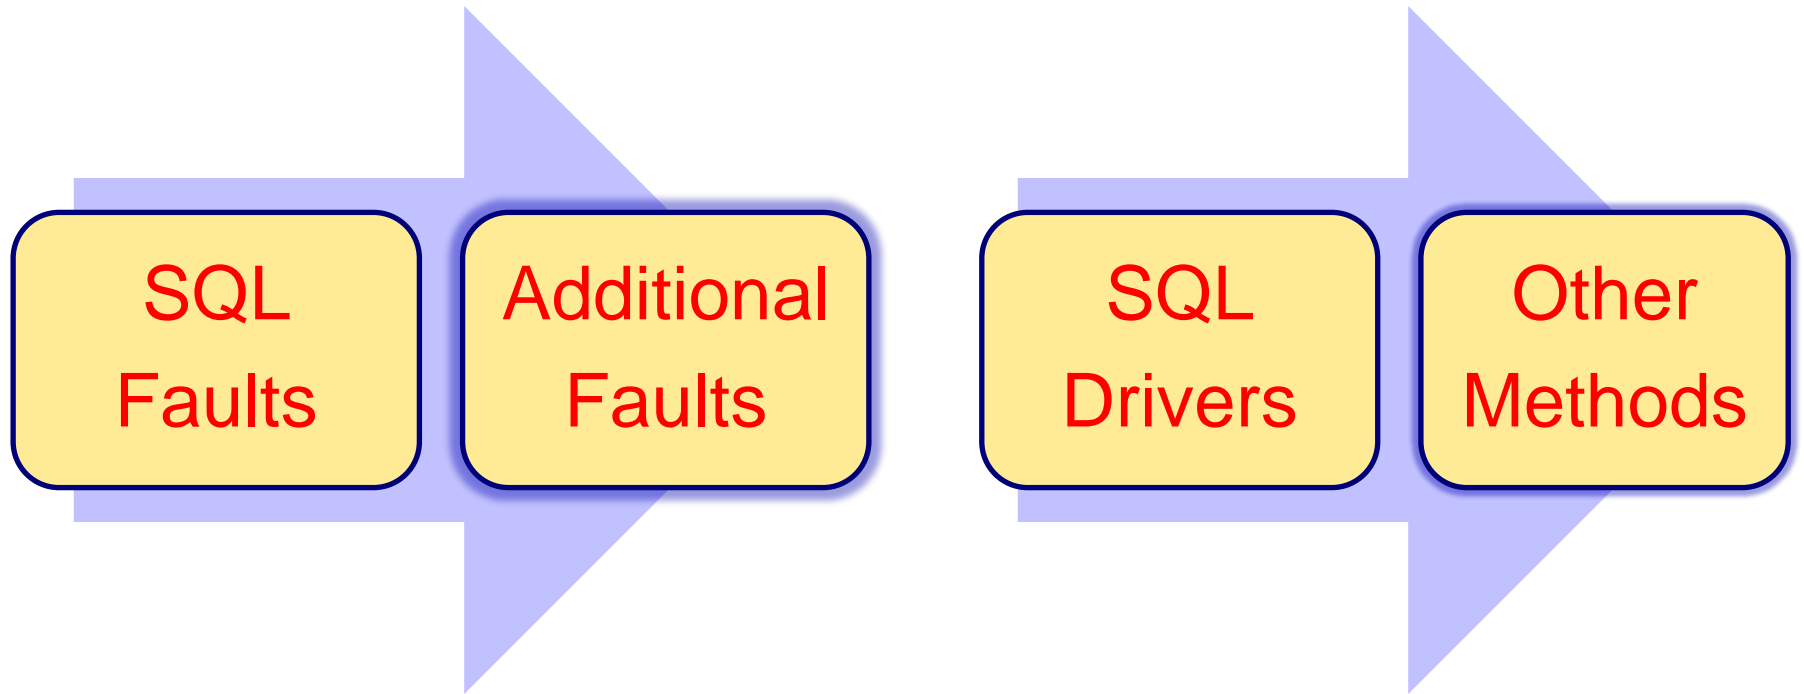 SQL
Faults
Additional
Faults
SQL
Drivers
Other
Methods